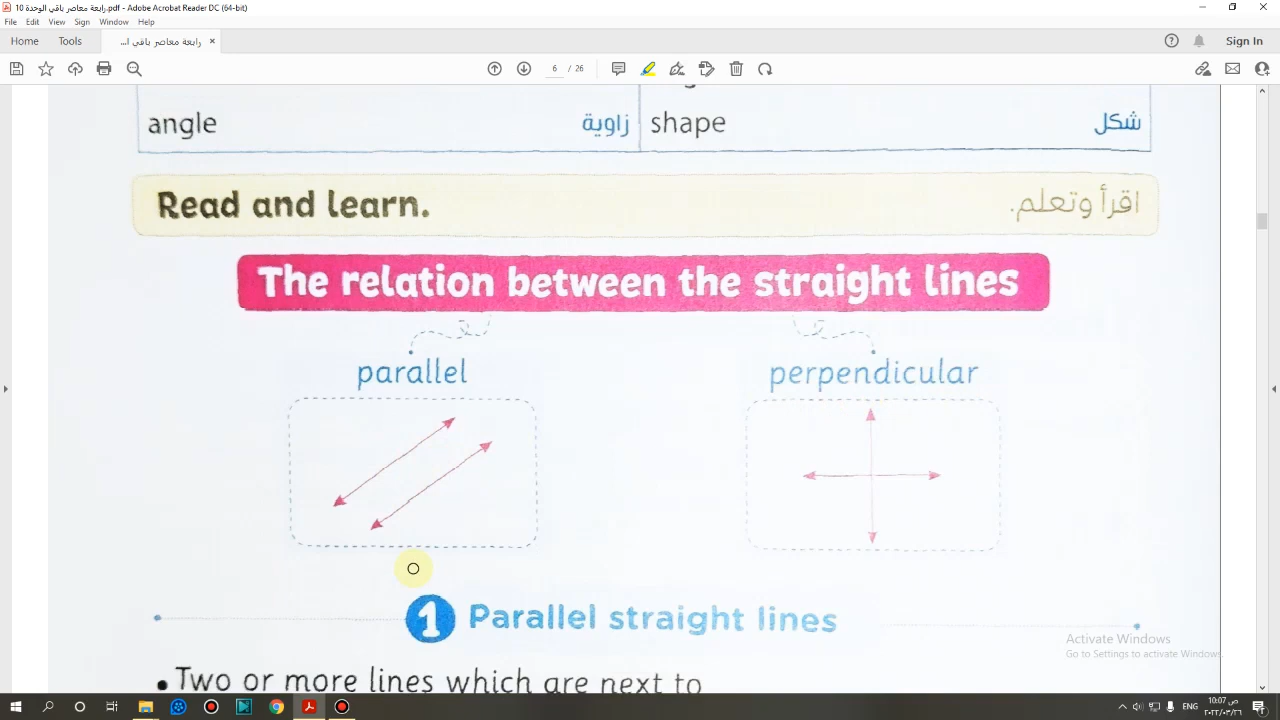 رابعة معاصر باقي الوحدة 10.pdf - Adobe Acrobat Reader DC (64-bit)
File Edit View Sign Window Help
Home Tools رابعة معاصر باقي ا... × Sign In
6 / 26
angle زاوية shape شكل
Read and learn. اقرأ وتعلم.
The relation between the straight lines
parallel perpendicular
1 Parallel straight lines
Activate Windows
Go to Settings to activate Windows.
• Two or more lines which are next to
ENG 10:07 ص
٢٠٢٢/٠٣/٢٦